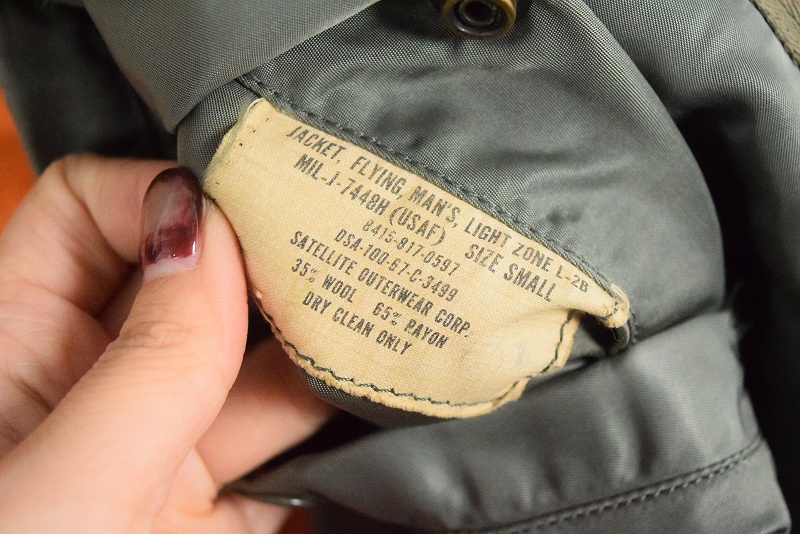 JACKET, FLYING, MAN'S, LIGHT ZONE L-2B
MIL-J-7448H (USAF) SIZE SMALL
8415-817-0597
DSA-100-67-C-3499
SATELLITE OUTERWEAR CORP.
35% WOOL 65% RAYON
DRY CLEAN ONLY